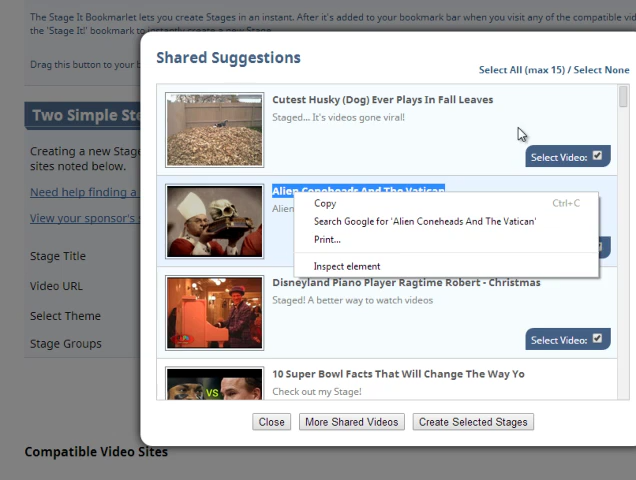 The Stage It Bookmarlet lets you create Stages in an instant. After it's added to your bookmark bar when you visit any of the compatible vid
the 'Stage It!' bookmark to instantly create a new Stage.
Drag this button to your b
Two Simple Ste
Creating a new Stage
sites noted below.
Need help finding a
View your sponsor's s
Stage Title
Video URL
Select Theme
Stage Groups
Compatible Video Sites
Shared Suggestions
Select All (max 15) / Select None
Cutest Husky (Dog) Ever Plays In Fall Leaves
Staged... It's videos gone viral!
Select Video:
Alien Coneheads And The Vatican
Alien
Copy Ctrl+C
Search Google for 'Alien Coneheads And The Vatican'
Print...
Inspect element
Disneyland Piano Player Ragtime Robert - Christmas
Staged! A better way to watch videos
Select Video:
VS
10 Super Bowl Facts That Will Change The Way Yo
Check out my Stage!
Close More Shared Videos Create Selected Stages